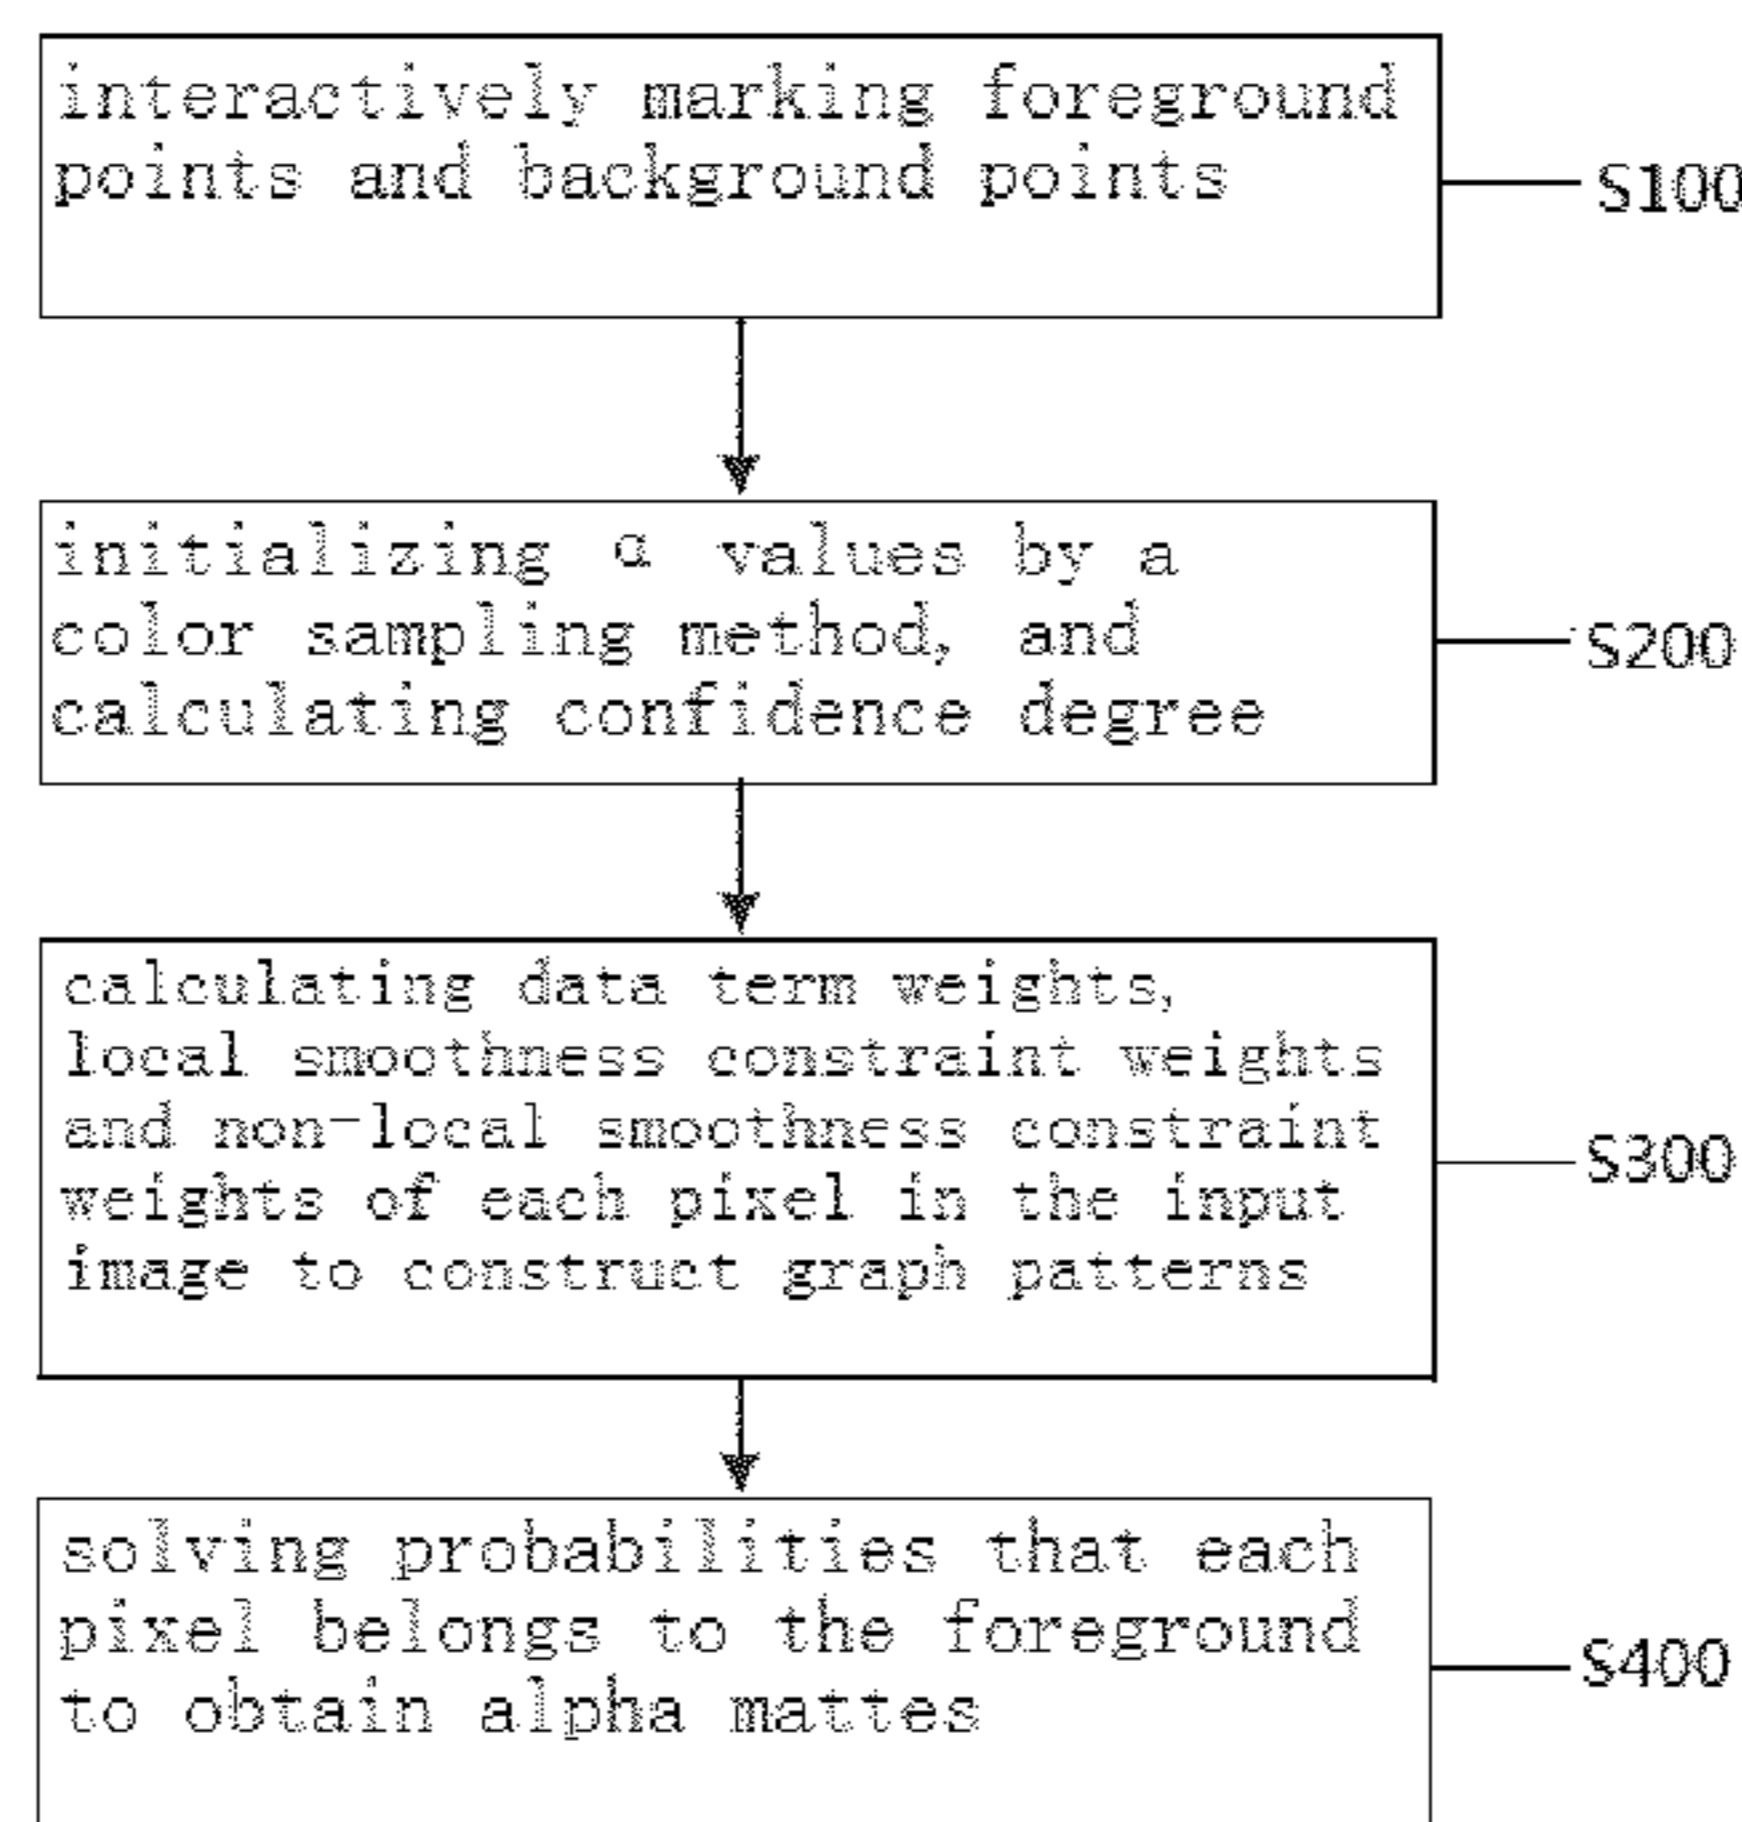 interactively marking foreground
points and background points
S100
initializing α values by a
color sampling method, and
calculating confidence degree
S200
calculating data term weights,
local smoothness constraint weights
and non-local smoothness constraint
weights of each pixel in the input
image to construct graph patterns
S300
solving probabilities that each
pixel belongs to the foreground
to obtain alpha mattes
S400